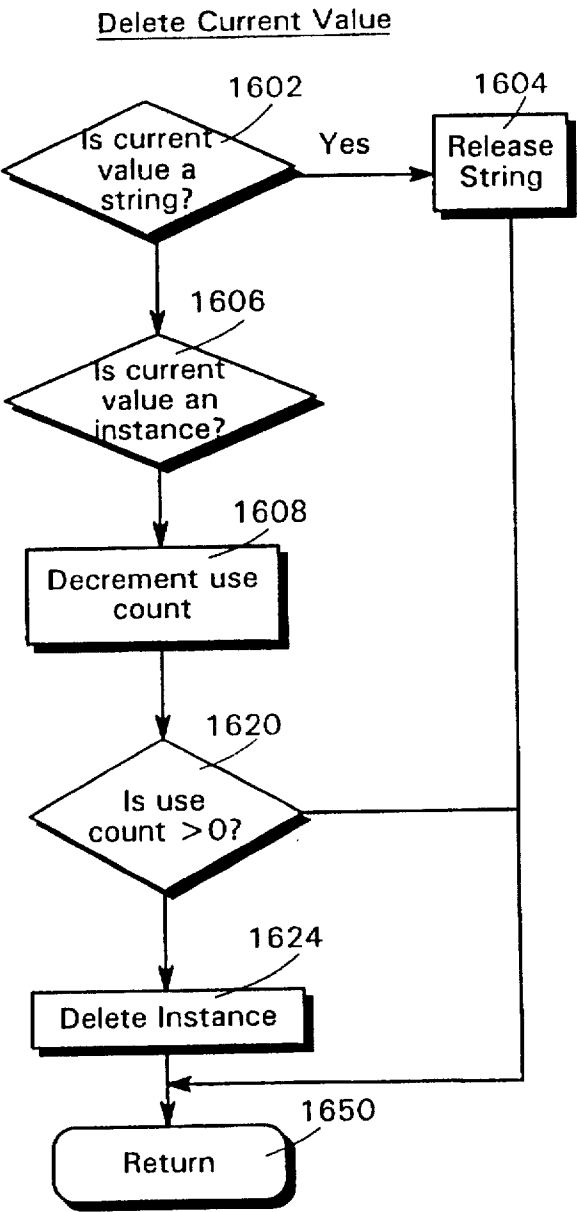 Delete Current Value
1602
Is current
value a
string?
Yes
1604
Release
String
1606
Is current
value an
instance?
1608
Decrement use
count
1620
Is use
count >0?
1624
Delete Instance
1650
Return